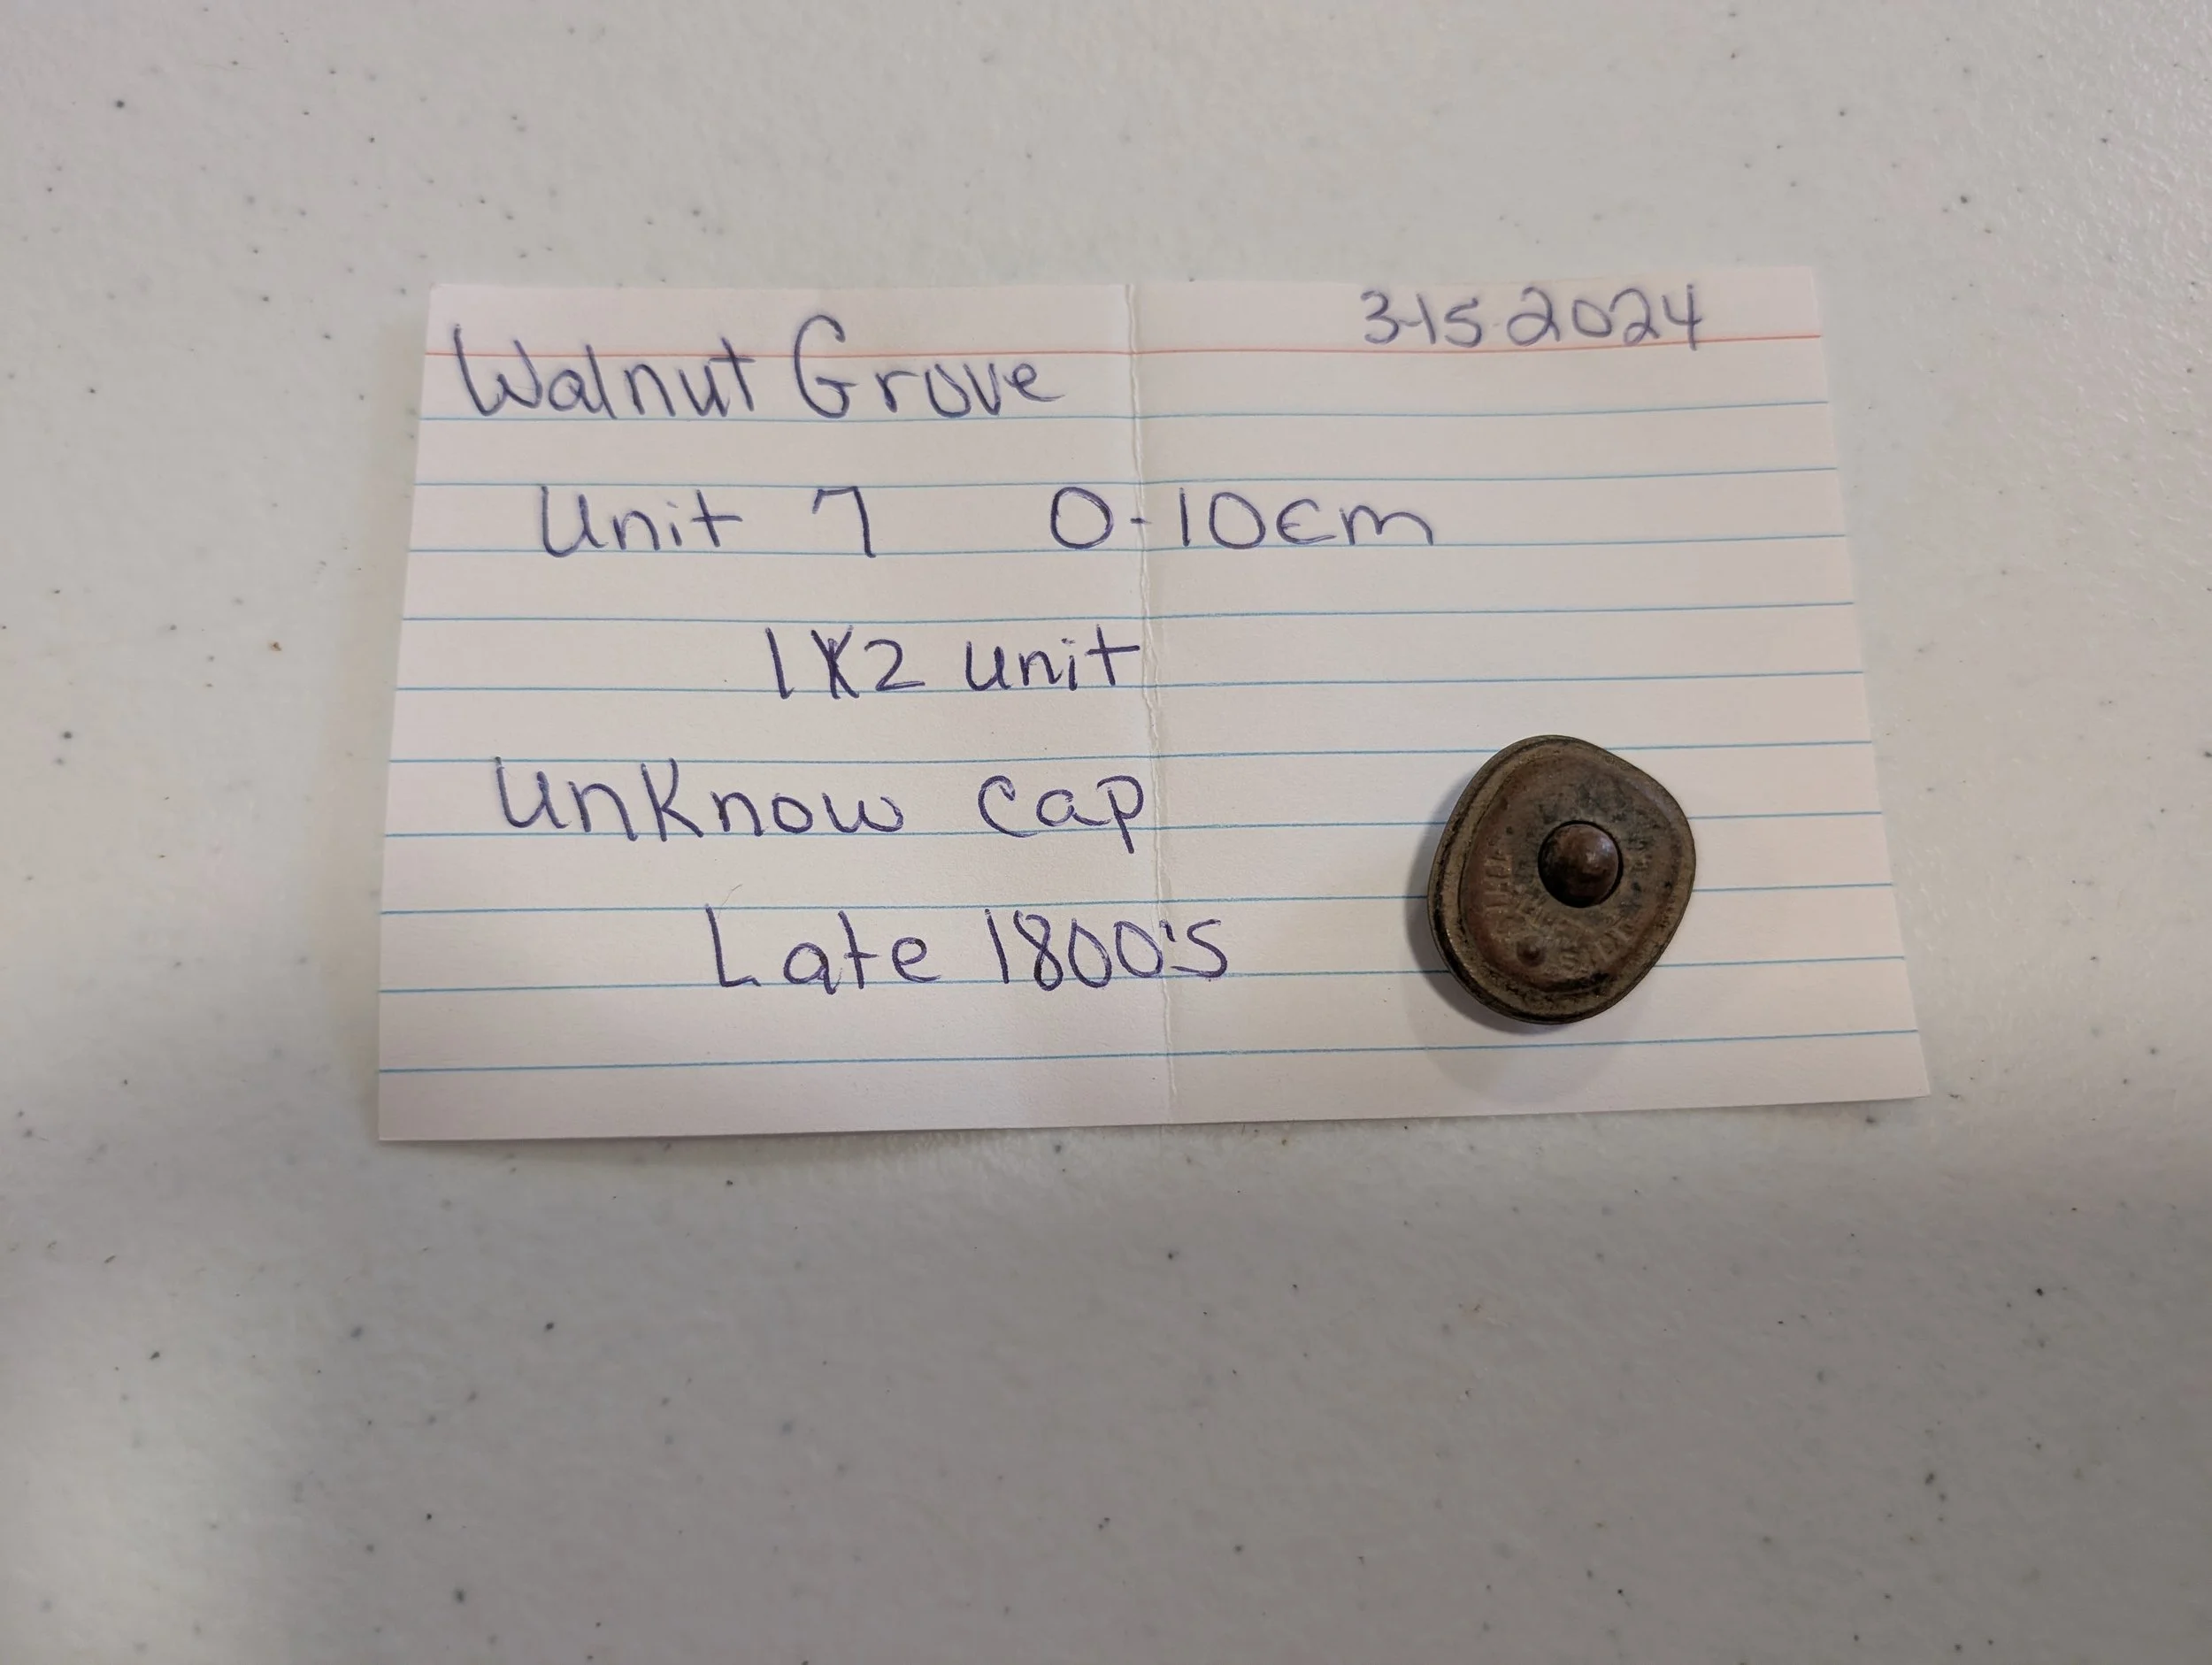 3-15-2024
Walnut Grove
Unit 7 0-10cm
1X2 unit
UnKnow cap
Late 1800's